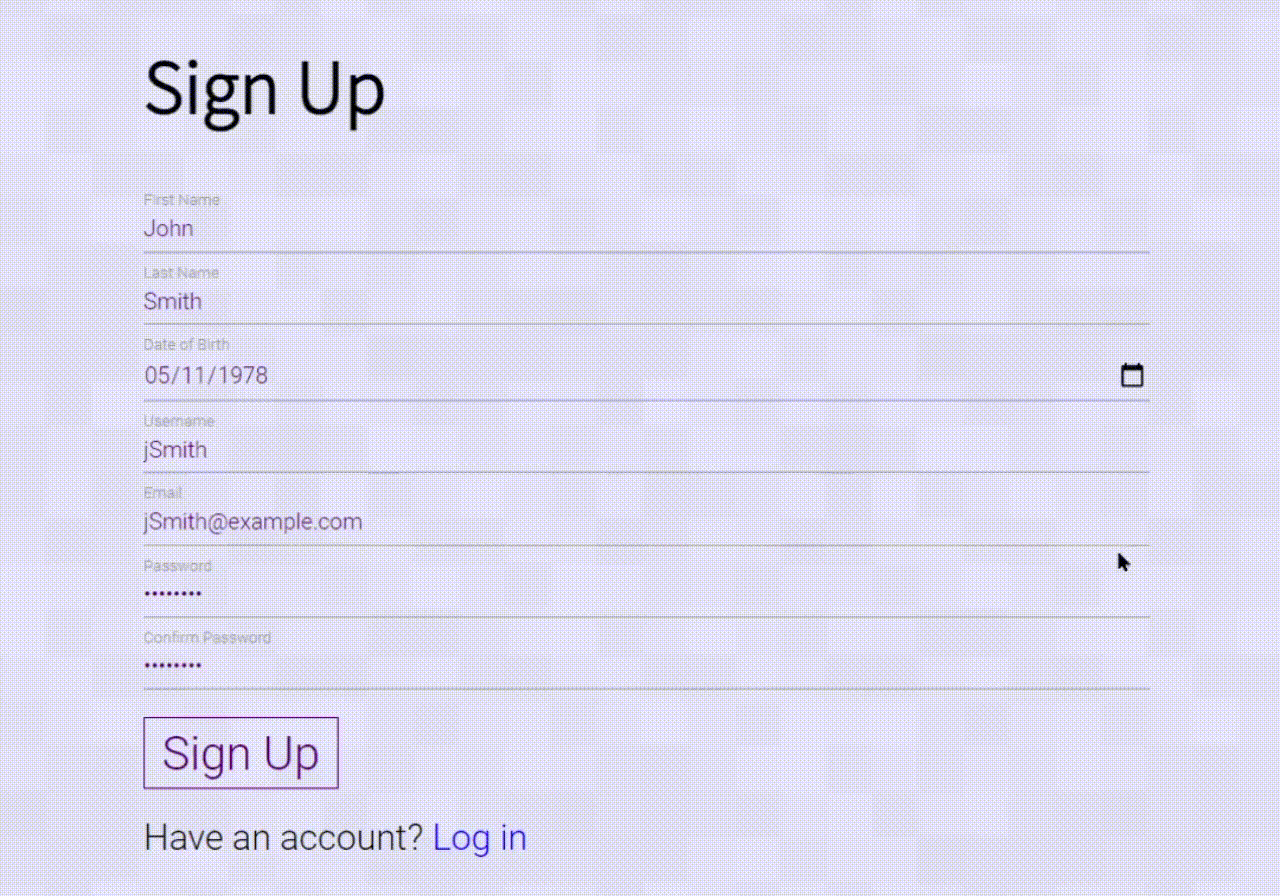 Sign Up
First Name
John
Last Name
Smith
Date of Birth
05/11/1978
Username
jSmith
Email
jSmith@example.com
Password
••••••••
Confirm Password
••••••••
Sign Up
Have an account? Log in